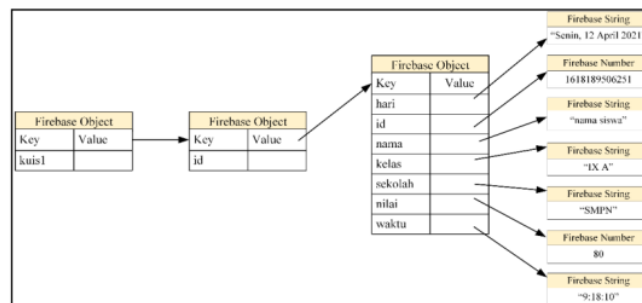 Firebase Object
Key Value
kuis1
Firebase Object
Key Value
id
Firebase Object
Key Value
hari
id
nama
kelas
sekolah
nilai
waktu
Firebase String
"Senin, 12 April 2021"
Firebase Number
1618189506251
Firebase String
"nama siswa"
Firebase String
"IX A"
Firebase String
"SMPN"
Firebase Number
80
Firebase String
"9:18:10"